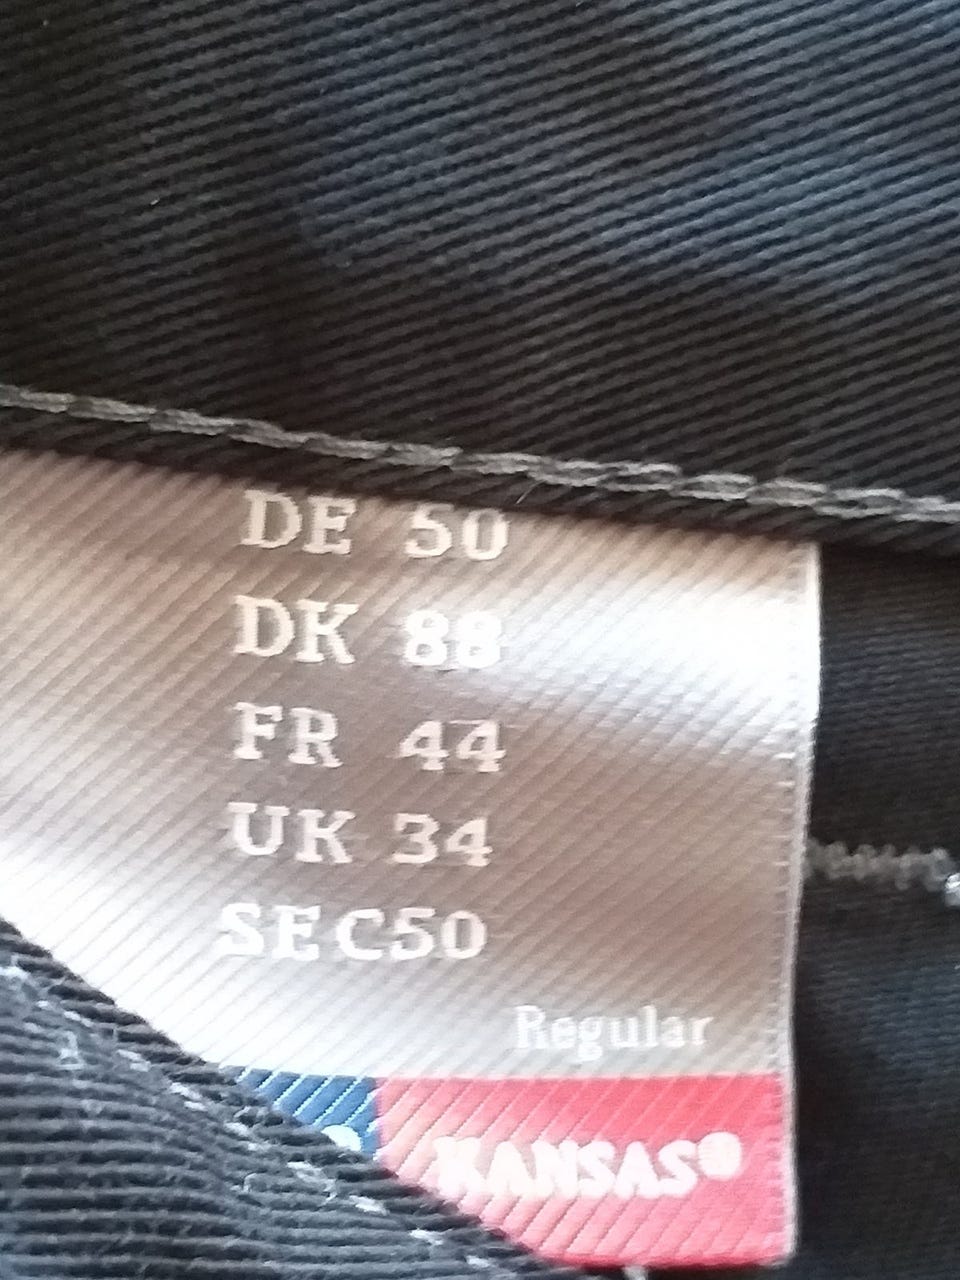 DE 50
DK 88
FR 44
UK 34
SE C50
Regular
KANSAS®